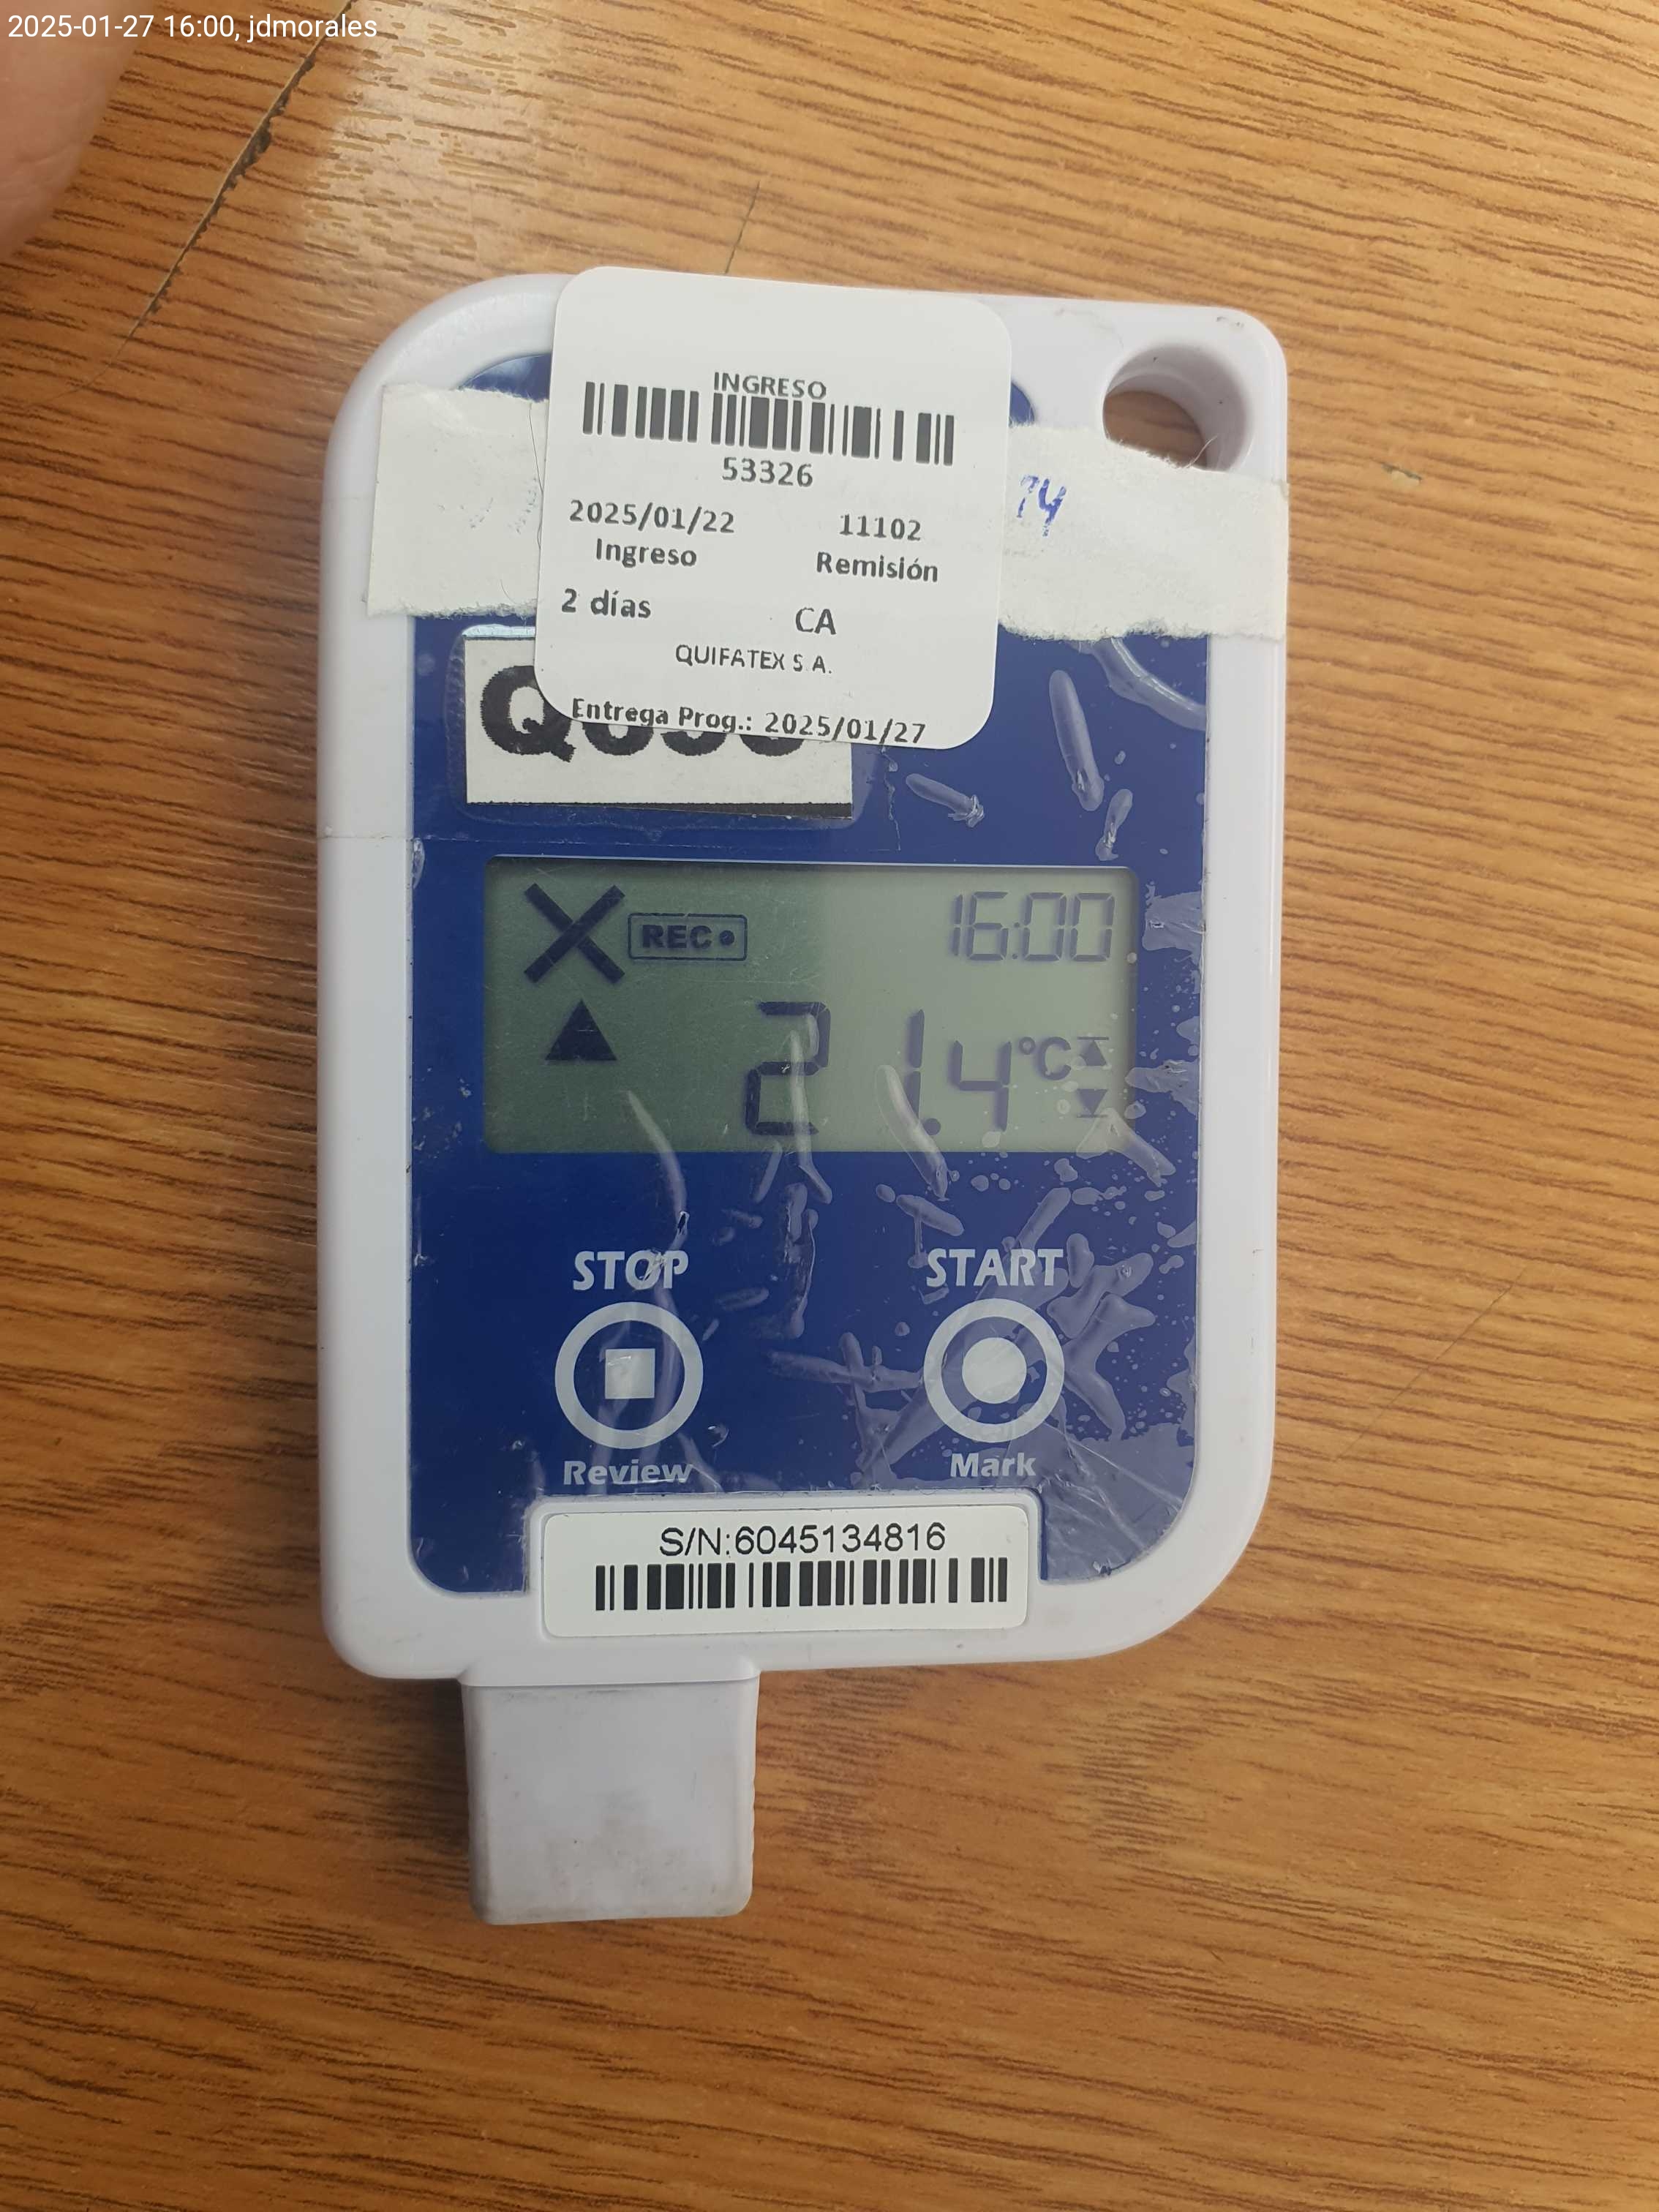 2025-01-27 16:00, jdmorales
INGRESO
53326
2025/01/22 11102
Ingreso Remisión
2 días CA
QUIFATEX S.A.
Entrega Prog.: 2025/01/27
REC
16:00
21.4°C
STOP START
Review Mark
S/N:6045134816